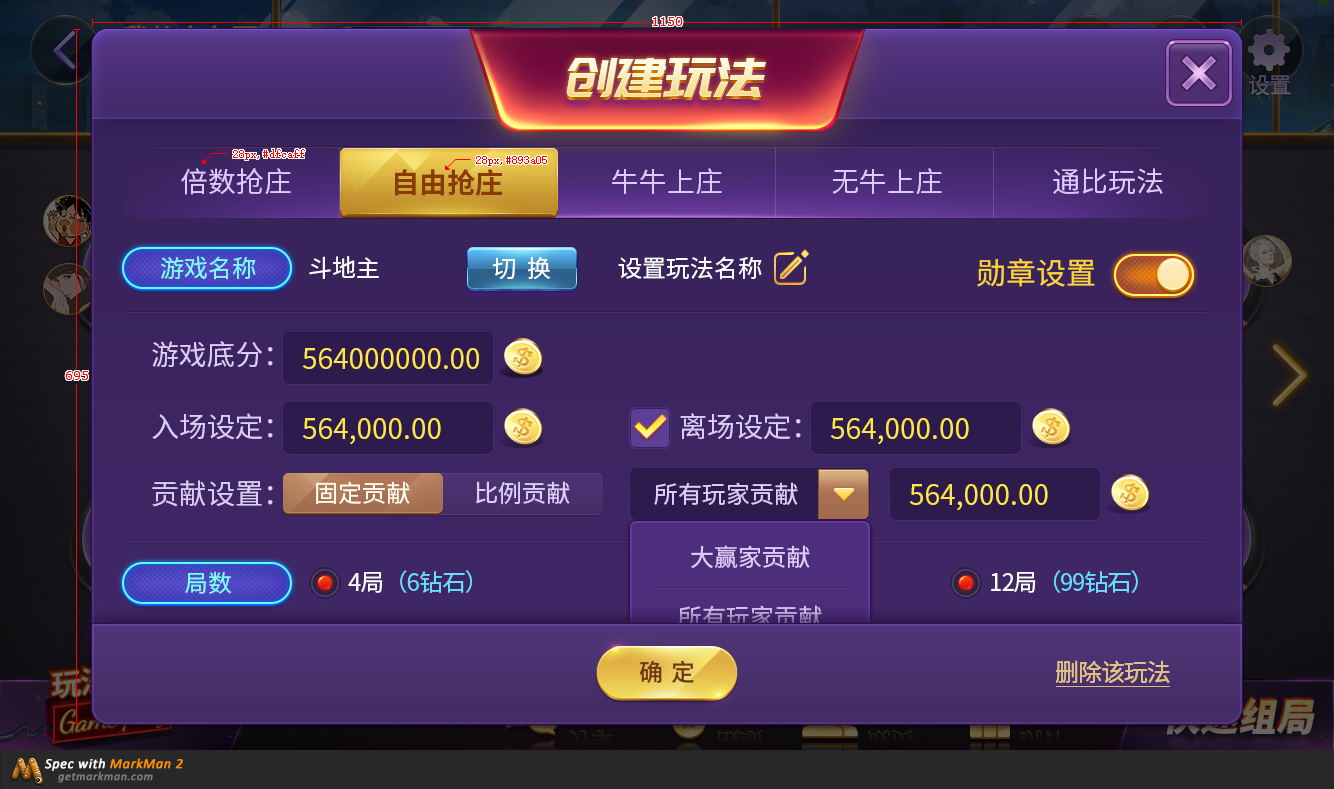 1150
创建玩法
设置
28px,#dfcaff
28px,#893a05
倍数抢庄
自由抢庄
牛牛上庄
无牛上庄
通比玩法
游戏名称
斗地主
切 换
设置玩法名称
勋章设置
游戏底分:
564000000.00
695
入场设定:
564,000.00
离场设定:
564,000.00
贡献设置:
固定贡献
比例贡献
所有玩家贡献
564,000.00
大赢家贡献
局数
4局
(6钻石)
12局
(99钻石)
所有玩家贡献
确 定
删除该玩法
组局
Spec with MarkMan 2
getmarkman.com